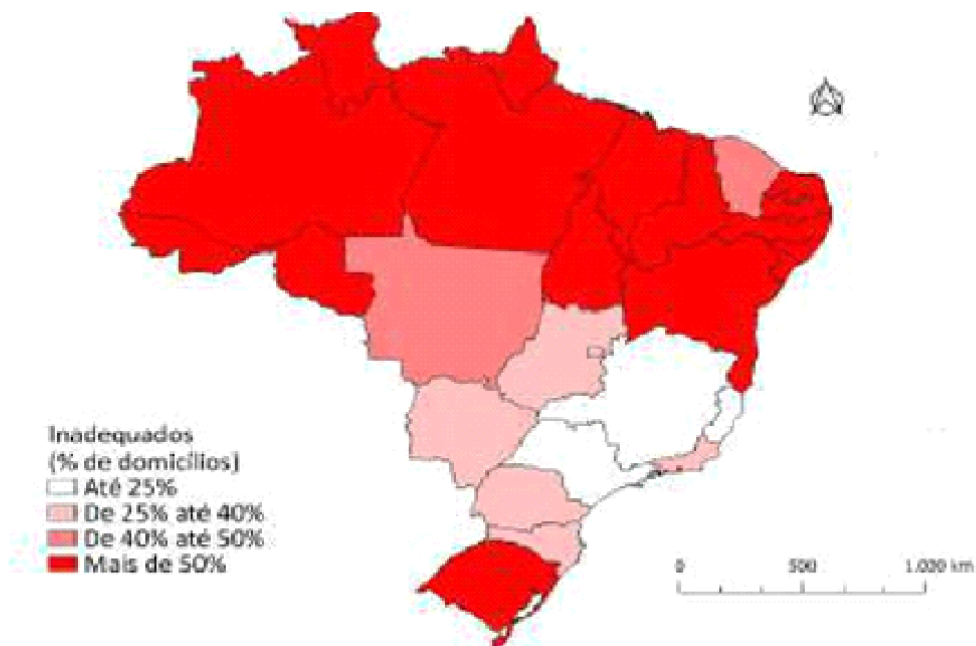 Inadequados
(% de domicílios)
Até 25%
De 25% até 40%
De 40% até 50%
Mais de 50%
0 500 1.000 km